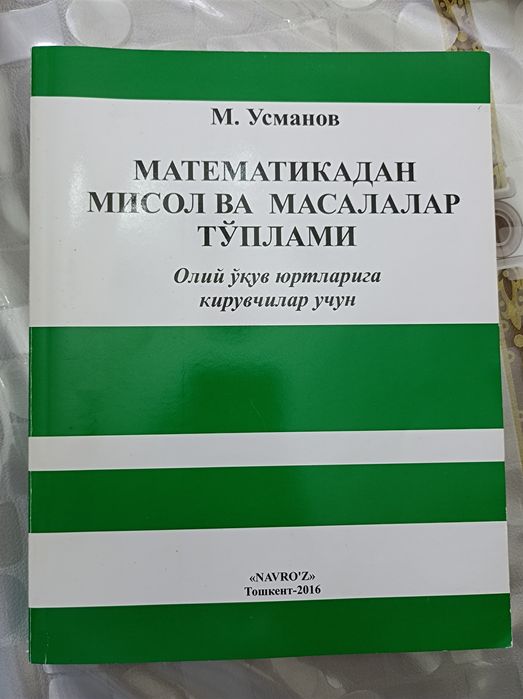 М. Усманов
МАТЕМАТИКАДАН
МИСОЛ ВА МАСАЛАЛАР
ТЎПЛАМИ
Олий ўқув юртларига
кирувчилар учун
«NAVRO'Z»
Тошкент-2016